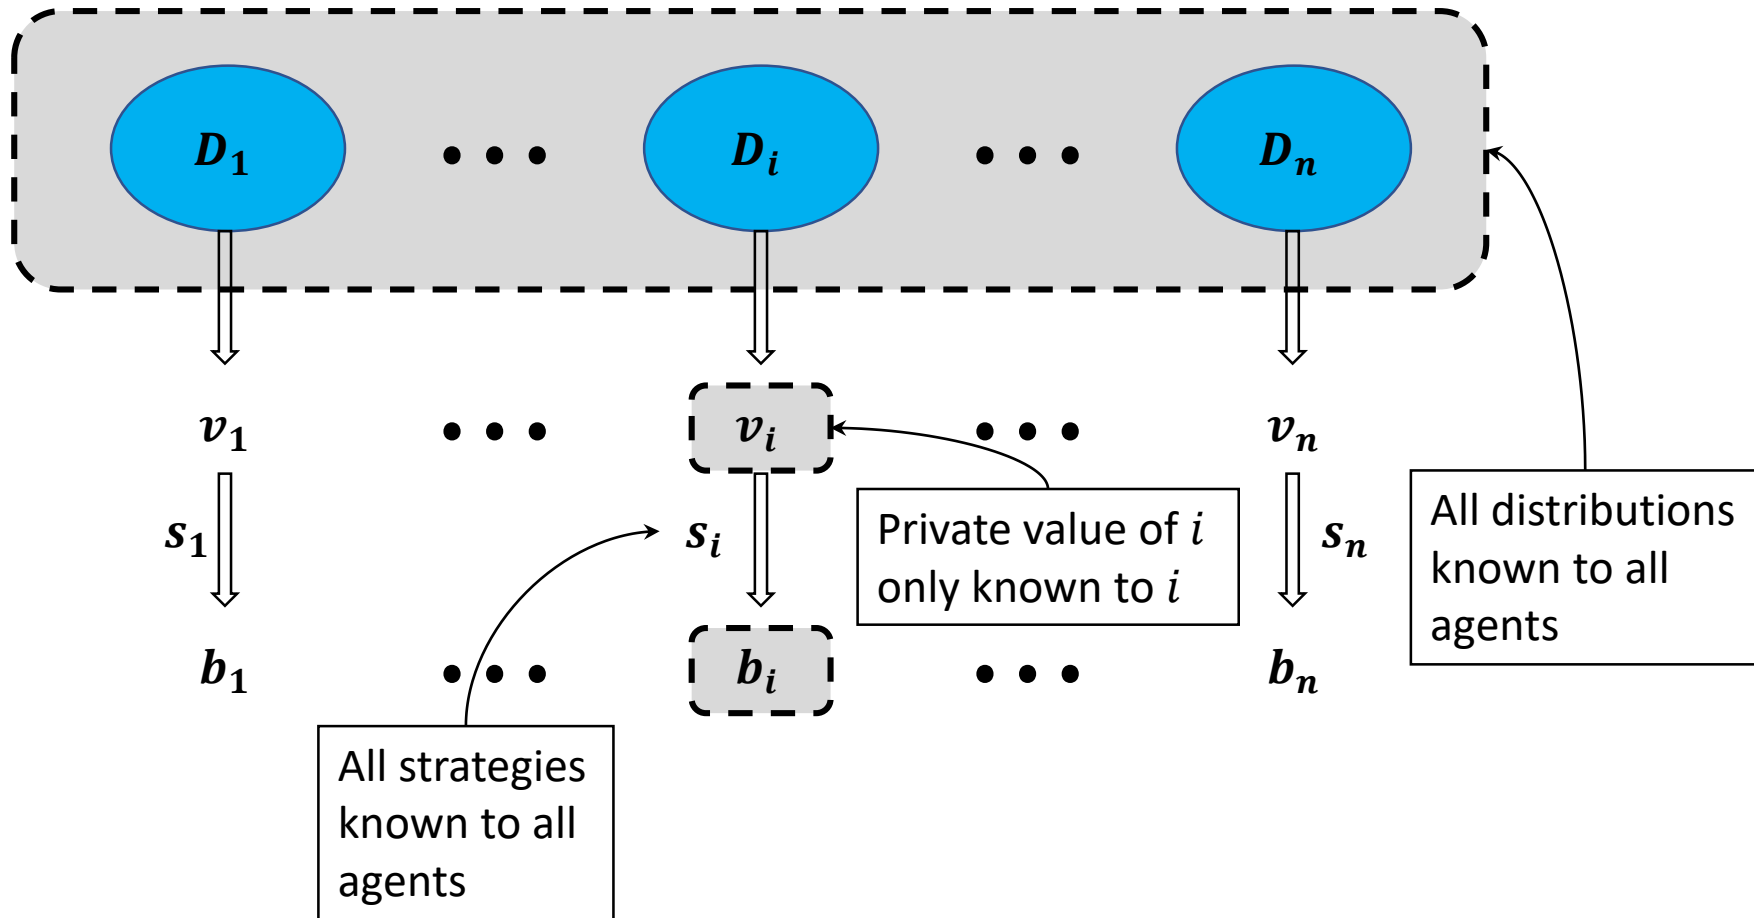 D₁ • • • Dᵢ • • • Dₙ
v₁ • • • vᵢ • • • vₙ
s₁ sᵢ sₙ
Private value of i
only known to i
All distributions
known to all
agents
b₁ • • • bᵢ • • • bₙ
All strategies
known to all
agents